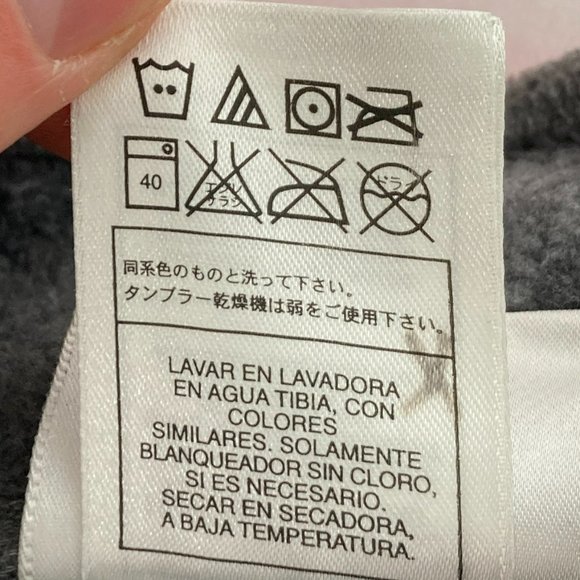 40
エンソ
サラシ
ドライ
同系色のものと洗って下さい。
タンブラー乾燥機は弱をご使用下さい。
LAVAR EN LAVADORA
EN AGUA TIBIA, CON
COLORES
SIMILARES. SOLAMENTE
BLANQUEADOR SIN CLORO,
SI ES NECESARIO.
SECAR EN SECADORA,
A BAJA TEMPERATURA.